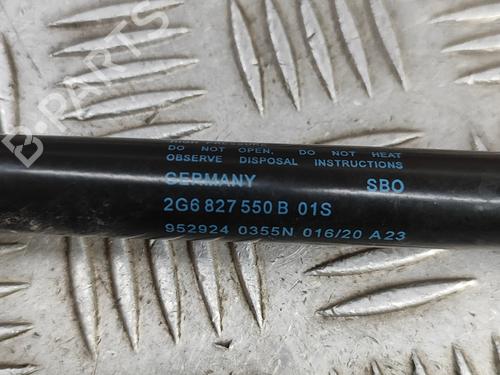 DO NOT OPEN. DO NOT HEAT
OBSERVE DISPOSAL INSTRUCTIONS
GERMANY SBO
2G6 827 550 B 01S
952924 0355N 016/20 A23
B-PARTS